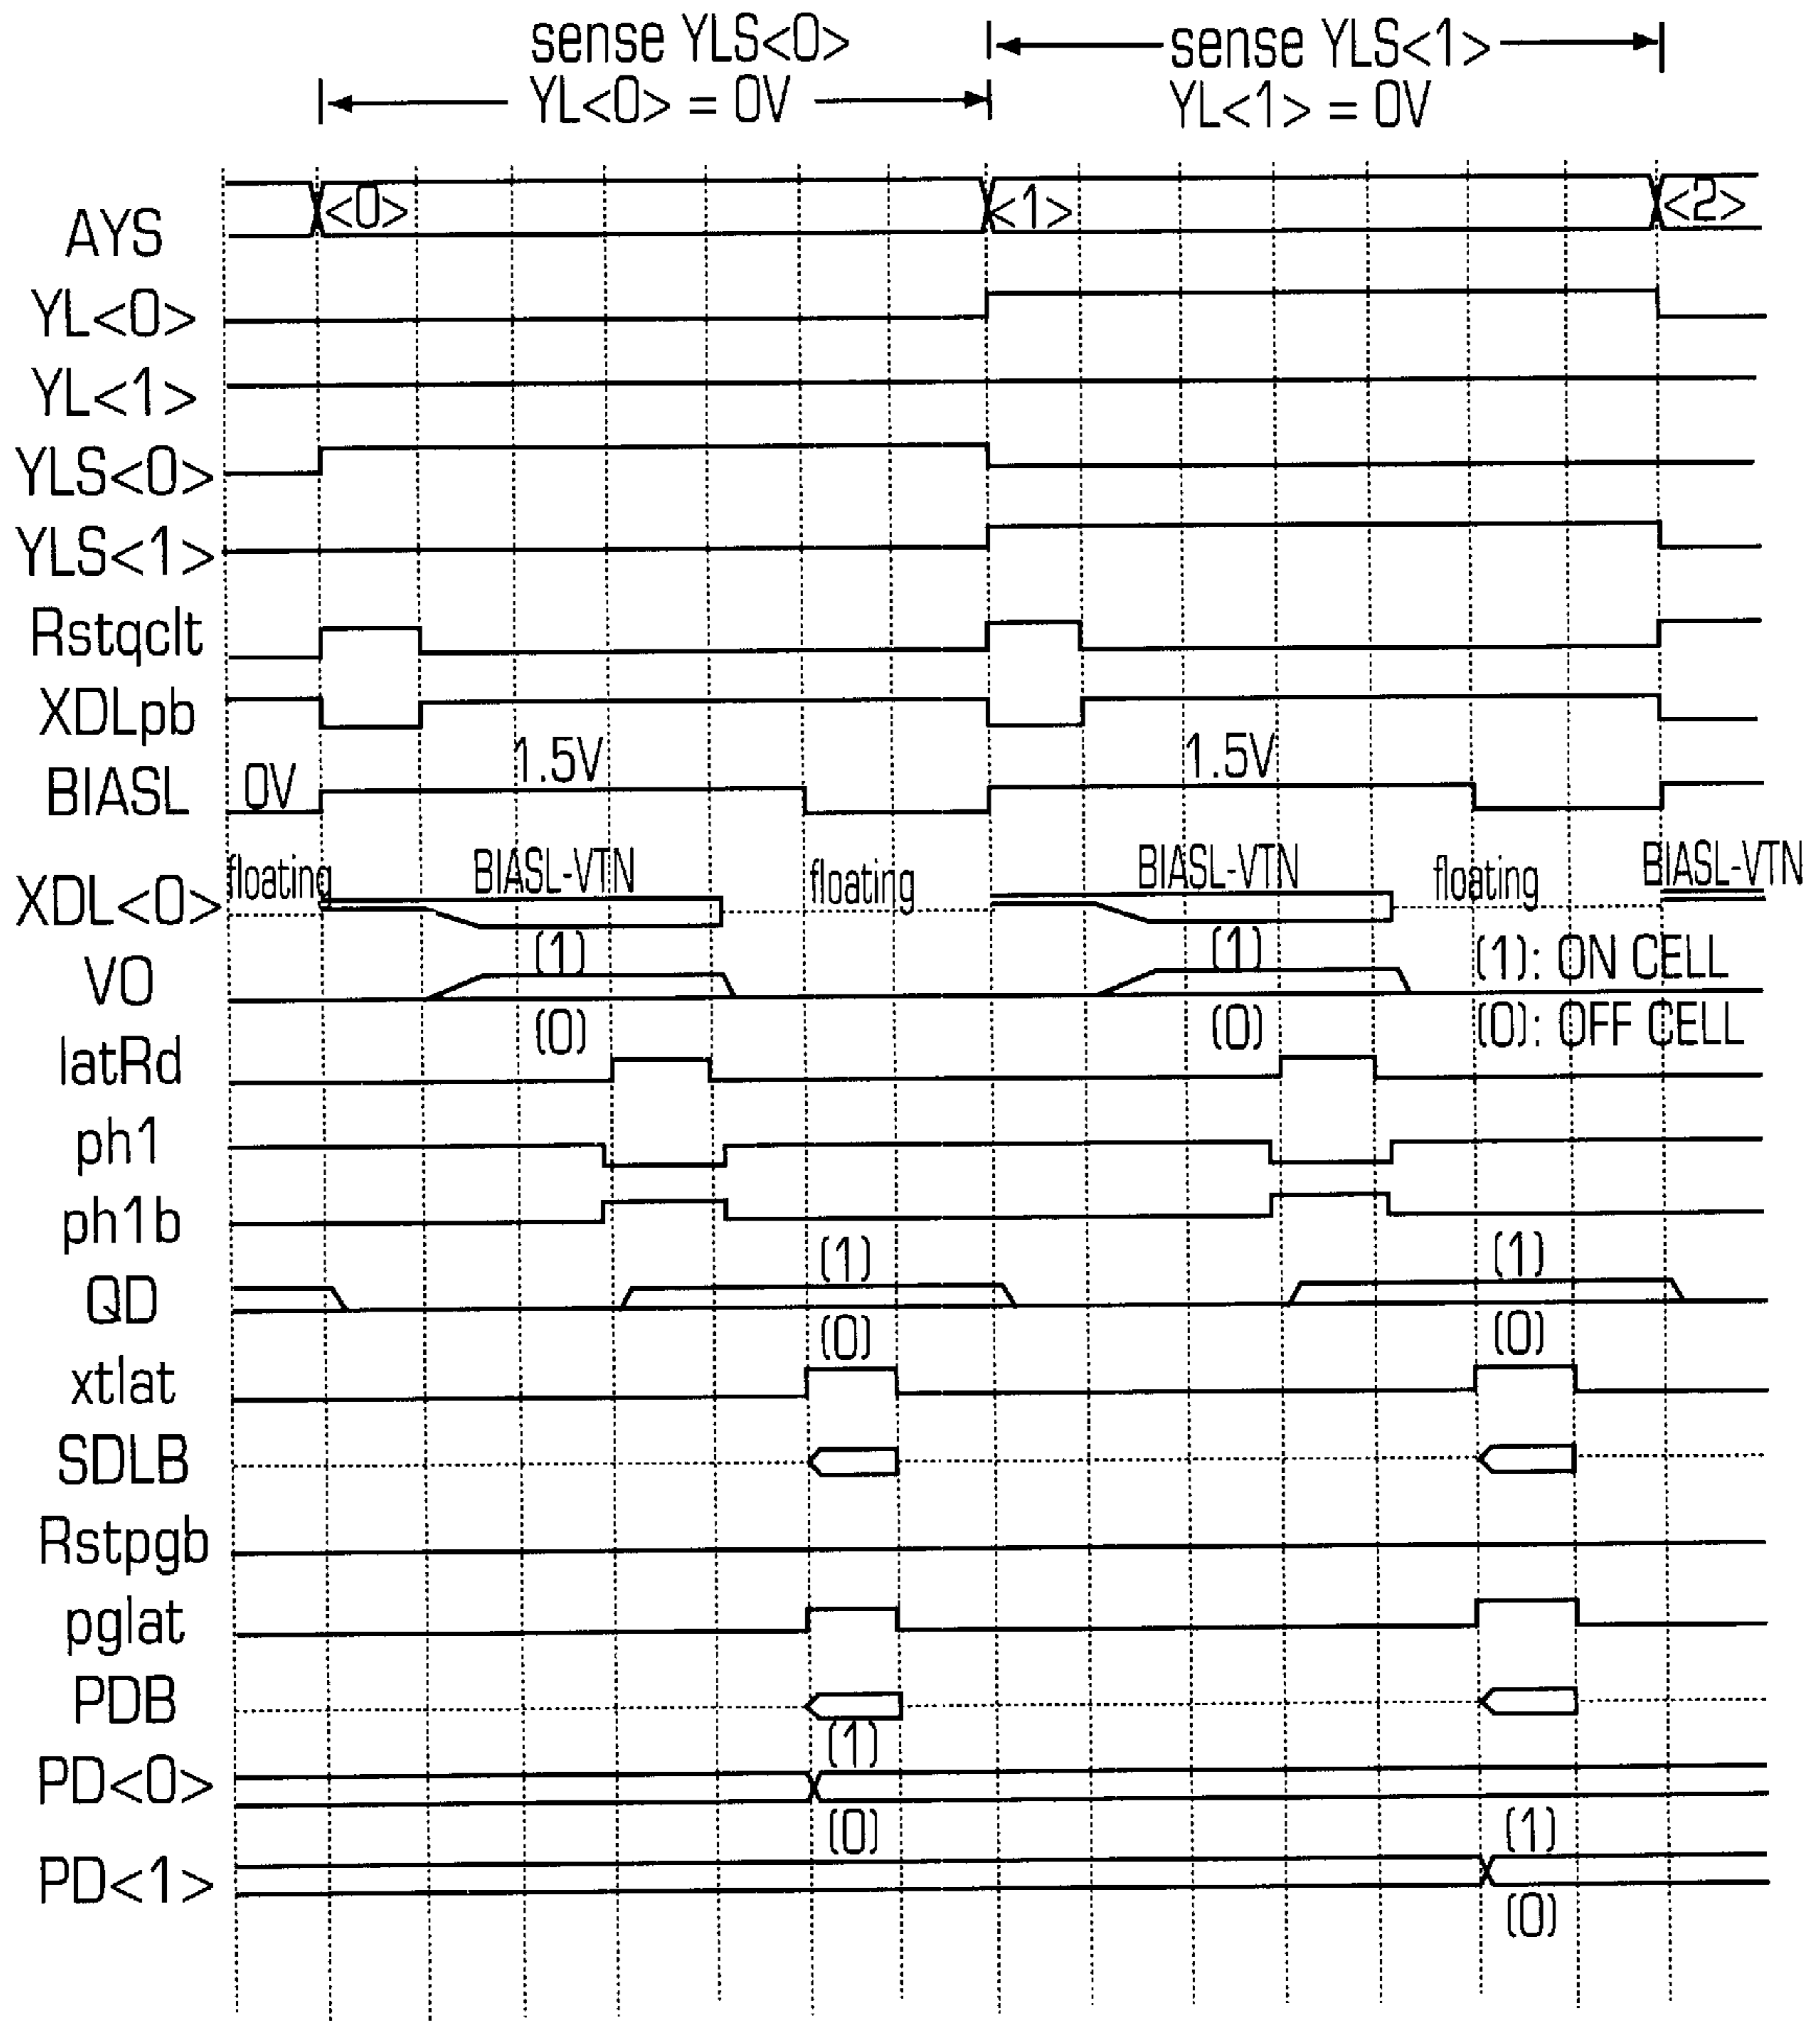 sense YLS<0>
YL<0> = 0V
sense YLS<1>
YL<1> = 0V
AYS <0> <1> <2>
YL<0>
YL<1>
YLS<0>
YLS<1>
Rstqclt
XDLpb
BIASL 0V 1.5V 1.5V
XDL<0> floating BIASL-VTN floating BIASL-VTN floating BIASL-VTN
(1) (1)
VO
(0) (0)
(1): ON CELL
(0): OFF CELL
latRd
ph1
ph1b
QD (1) (1)
(0) (0)
xtlat
SDLB
Rstpgb
pglat
PDB
PD<0> (1)
(0)
PD<1> (1)
(0)